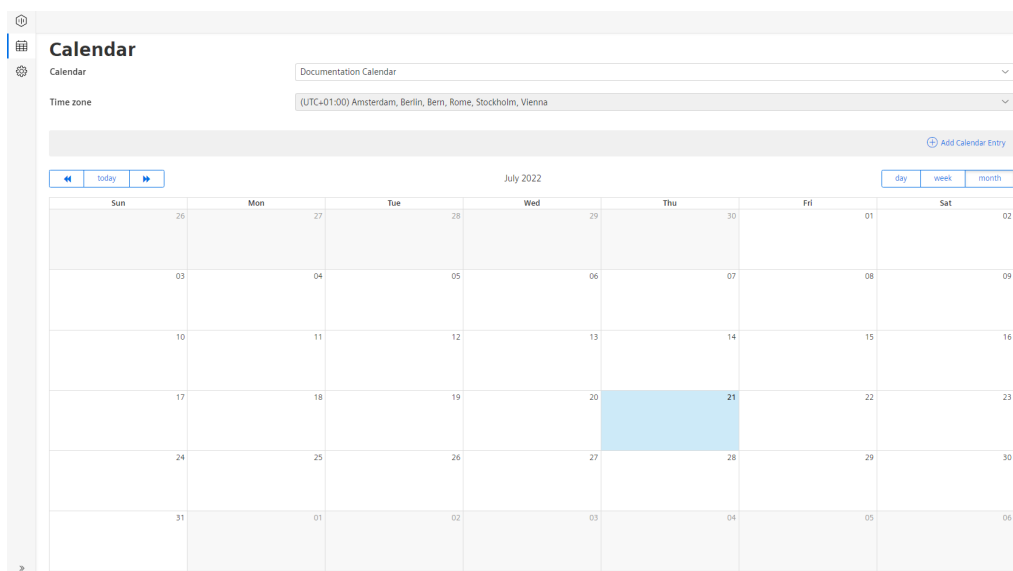 Calendar
Calendar Documentation Calendar
Time zone (UTC+01:00) Amsterdam, Berlin, Bern, Rome, Stockholm, Vienna
Add Calendar Entry
today July 2022 day week month
Sun Mon Tue Wed Thu Fri Sat
26 27 28 29 30 01 02
03 04 05 06 07 08 09
10 11 12 13 14 15 16
17 18 19 20 21 22 23
24 25 26 27 28 29 30
31 01 02 03 04 05 06